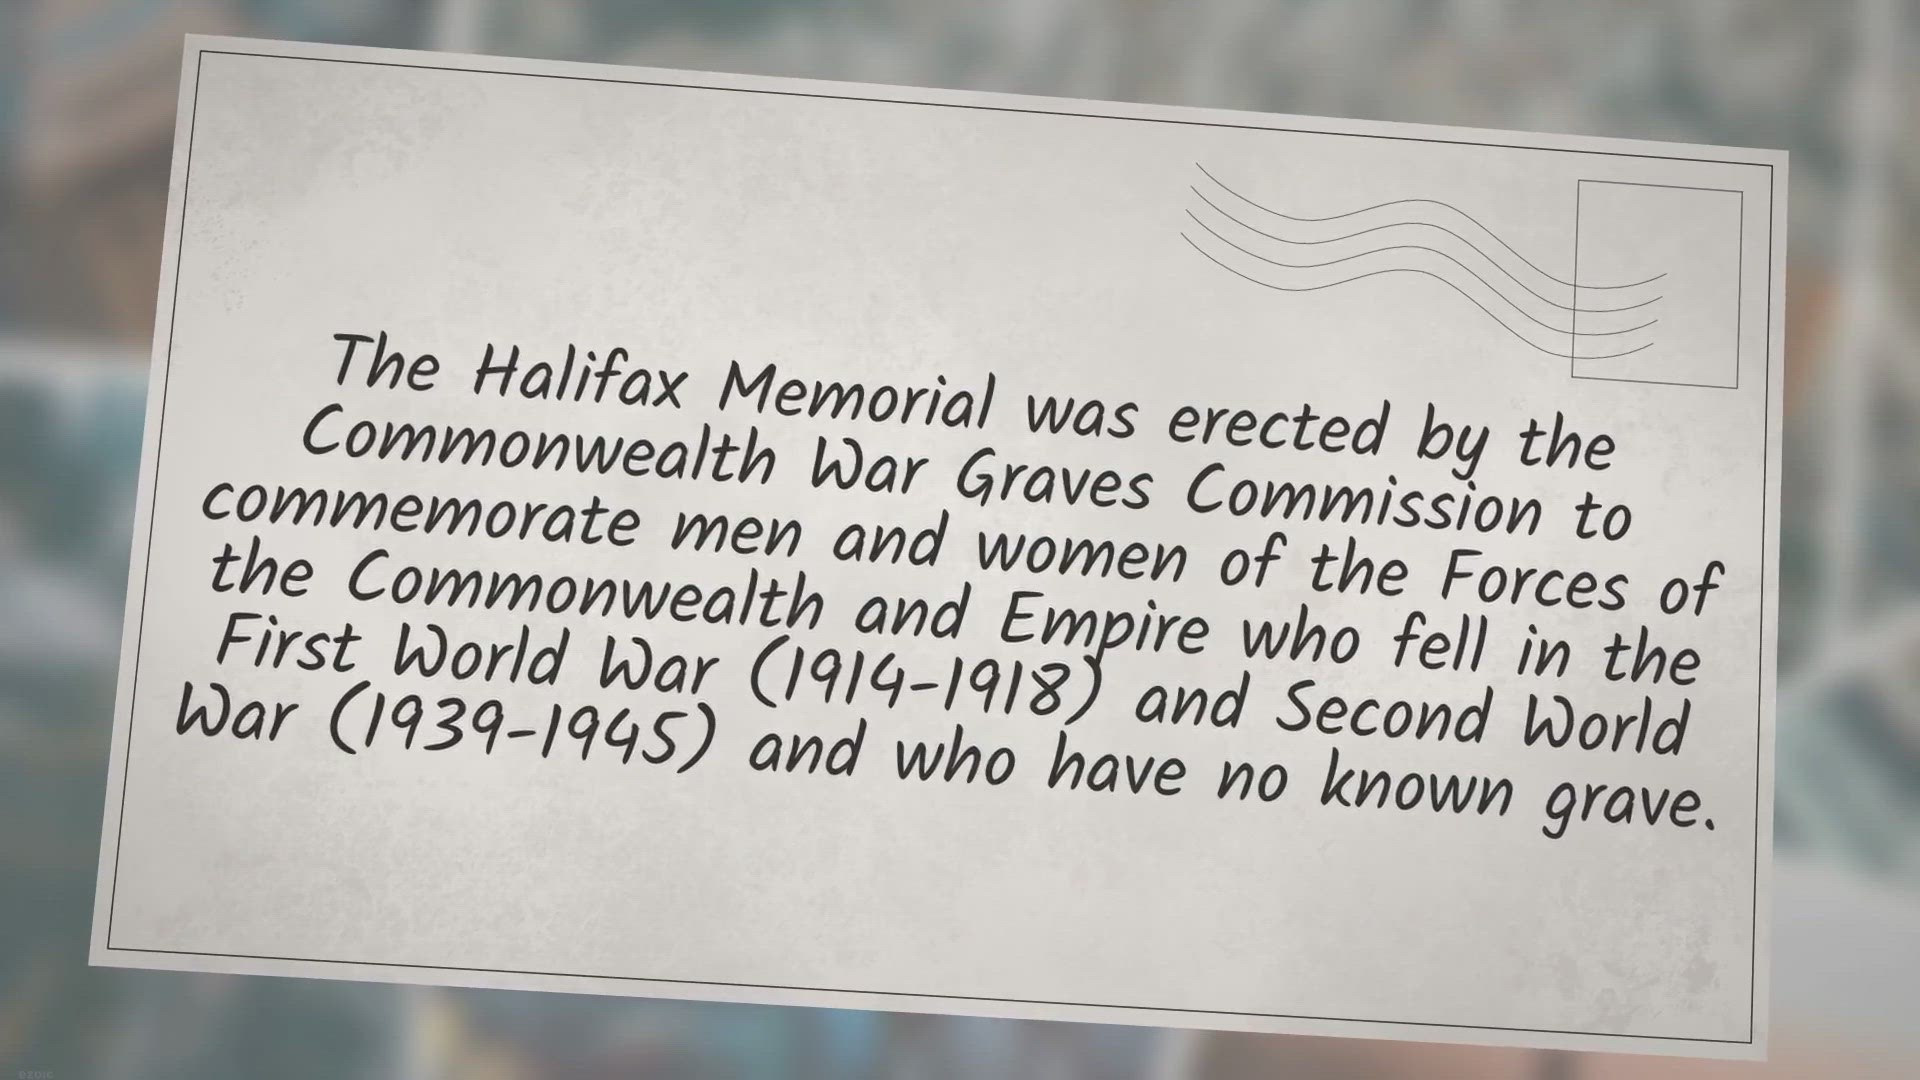 The Halifax Memorial was erected by the
Commonwealth War Graves Commission to
commemorate men and women of the Forces of
the Commonwealth and Empire who fell in the
First World War (1914-1918) and Second World
War (1939-1945) and who have no known grave.
ezoic